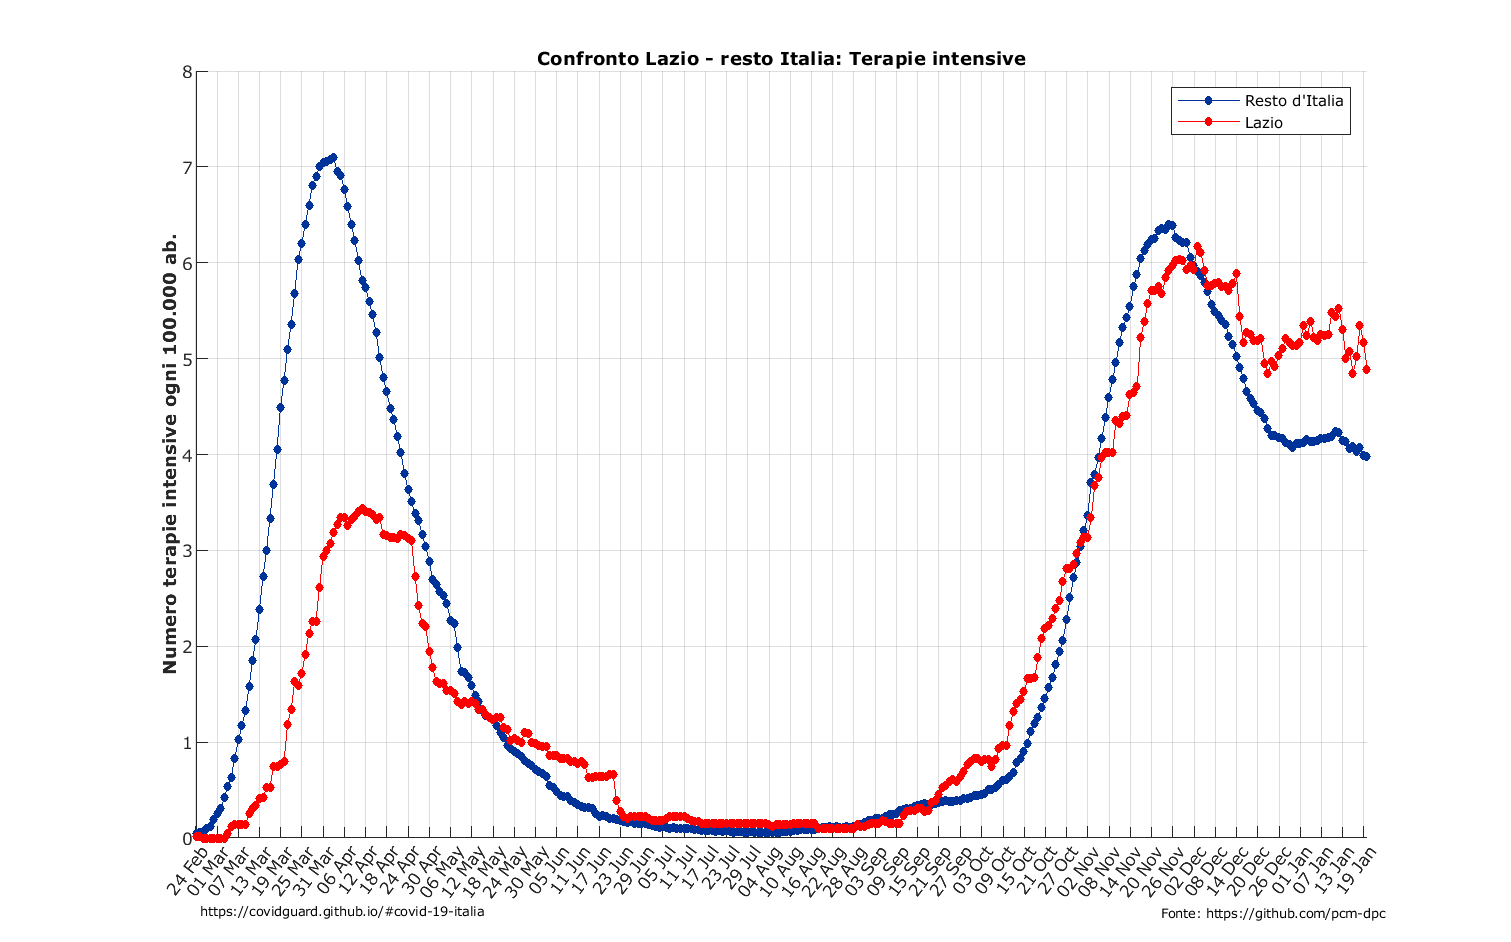 Confronto Lazio - resto Italia: Terapie intensive
Resto d'Italia
Lazio
Numero terapie intensive ogni 100.000 ab.
8
7
6
5
4
3
2
1
0
24 Feb
01 Mar
07 Mar
13 Mar
19 Mar
25 Mar
31 Mar
06 Apr
12 Apr
18 Apr
24 Apr
30 Apr
06 May
12 May
18 May
24 May
30 May
05 Jun
11 Jun
17 Jun
23 Jun
29 Jun
05 Jul
11 Jul
17 Jul
23 Jul
29 Jul
04 Aug
10 Aug
16 Aug
22 Aug
28 Aug
03 Sep
09 Sep
15 Sep
21 Sep
27 Sep
03 Oct
09 Oct
15 Oct
21 Oct
27 Oct
02 Nov
08 Nov
14 Nov
20 Nov
26 Nov
02 Dec
08 Dec
14 Dec
20 Dec
26 Dec
01 Jan
07 Jan
13 Jan
19 Jan
https://covidguard.github.io/#covid-19-italia
Fonte: https://github.com/pcm-dpc